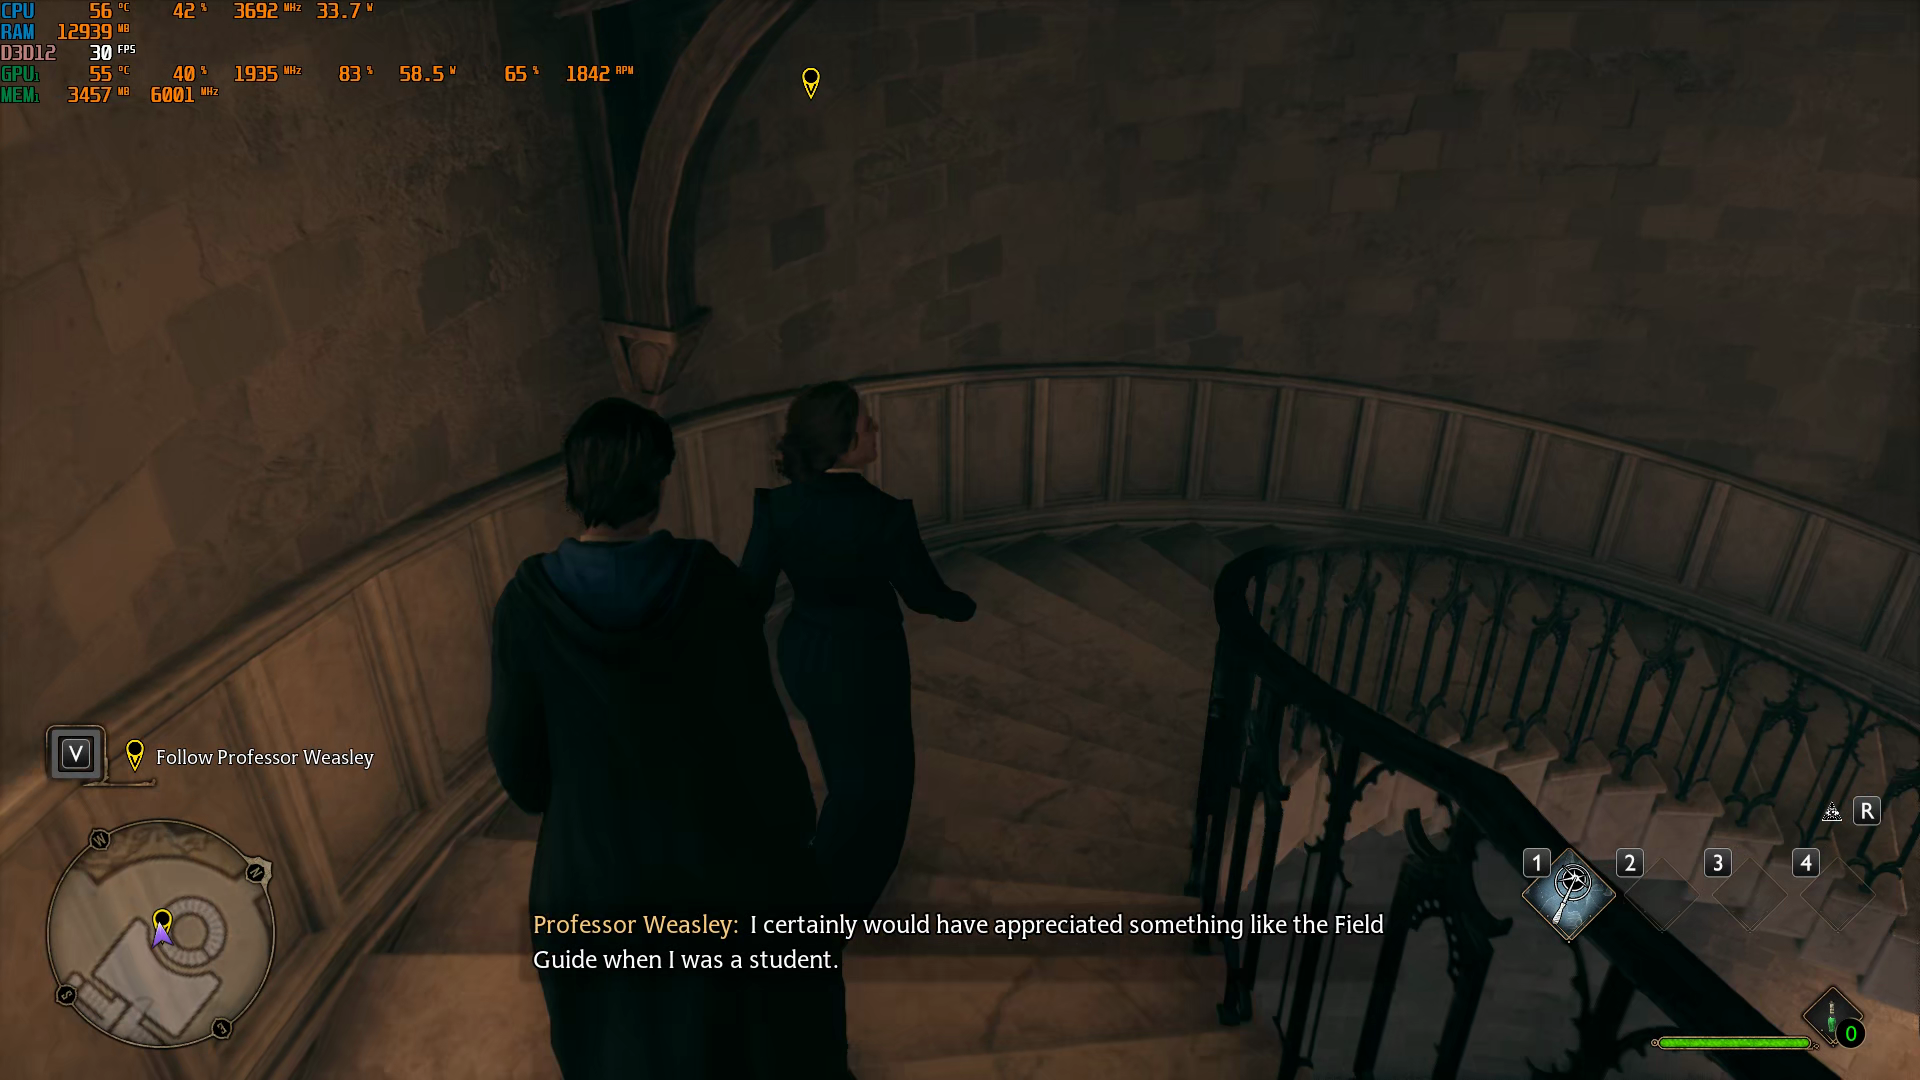 CPU 56 °C 42 % 3692 MHz 33.7 W
RAM 12939 MB
D3D12 30 FPS
GPU1 55 °C 40 % 1935 MHz 83 % 58.5 W 65 % 1842 RPM
MEM1 3457 MB 6001 MHz
V Follow Professor Weasley
W
N
S
E
R
1 2 3 4
Professor Weasley: I certainly would have appreciated something like the Field
Guide when I was a student.
0